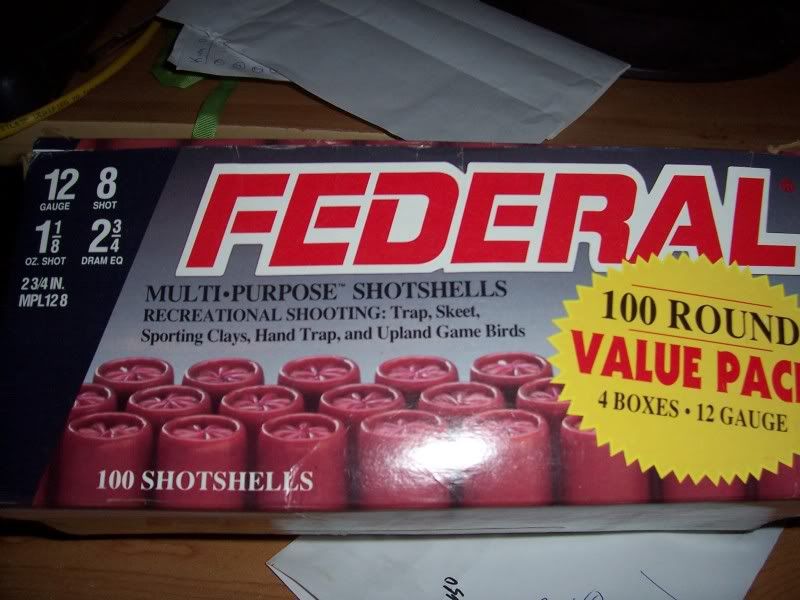 12 8
GAUGE SHOT
1 1/8 2 3/4
OZ. SHOT DRAM EQ
2 3/4 IN.
MPL12 8
FEDERAL®
MULTI•PURPOSE™ SHOTSHELLS
RECREATIONAL SHOOTING: Trap, Skeet,
Sporting Clays, Hand Trap, and Upland Game Birds
100 ROUND
VALUE PAC
4 BOXES • 12 GAUGE
100 SHOTSHELLS